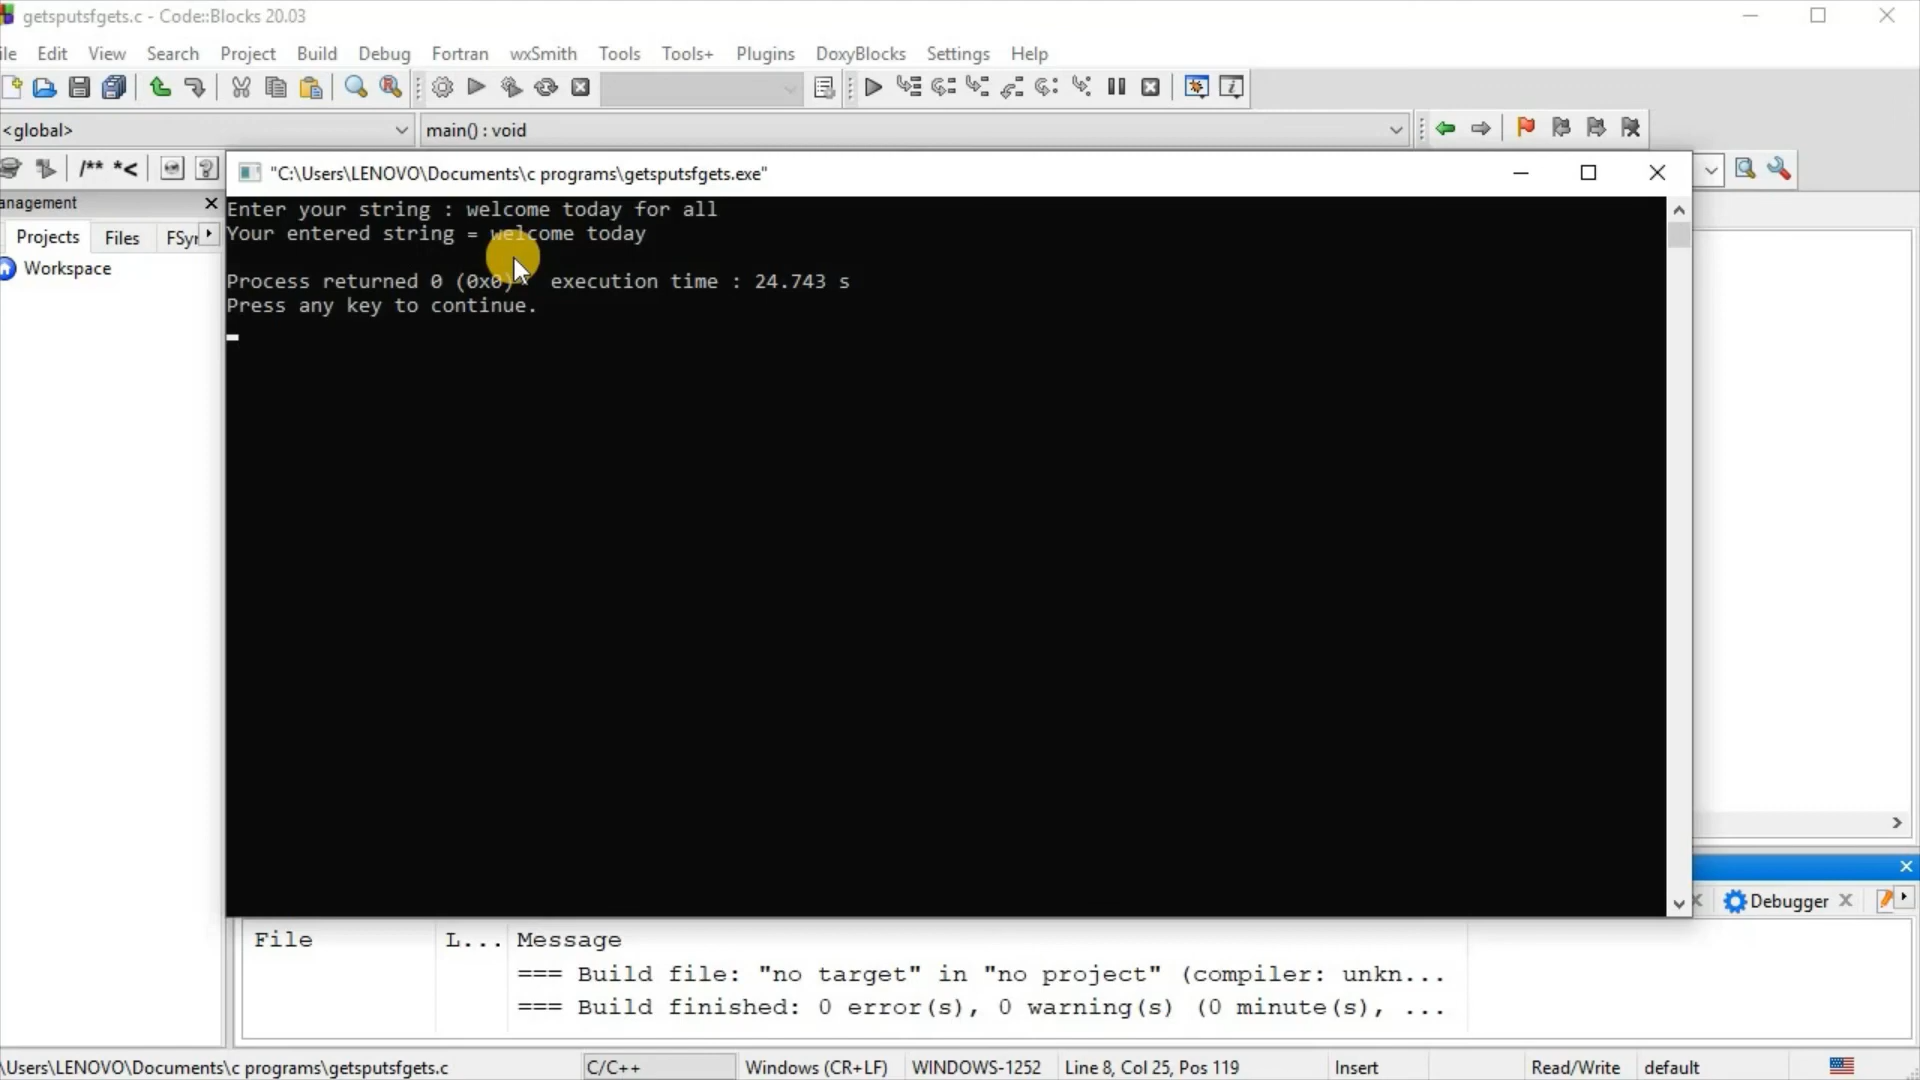 getsputsfgets.c - Code::Blocks 20.03
ile Edit View Search Project Build Debug Fortran wxSmith Tools Tools+ Plugins DoxyBlocks Settings Help
<global> main() : void
/** *<
"C:\Users\LENOVO\Documents\c programs\getsputsfgets.exe"
anagement
Projects Files FSy
Workspace
Enter your string : welcome today for all
Your entered string = welcome today
Process returned 0 (0x0) execution time : 24.743 s
Press any key to continue.
Debugger
File L... Message
=== Build file: "no target" in "no project" (compiler: unkn...
=== Build finished: 0 error(s), 0 warning(s) (0 minute(s), ...
\Users\LENOVO\Documents\c programs\getsputsfgets.c C/C++ Windows (CR+LF) WINDOWS-1252 Line 8, Col 25, Pos 119 Insert Read/Write default